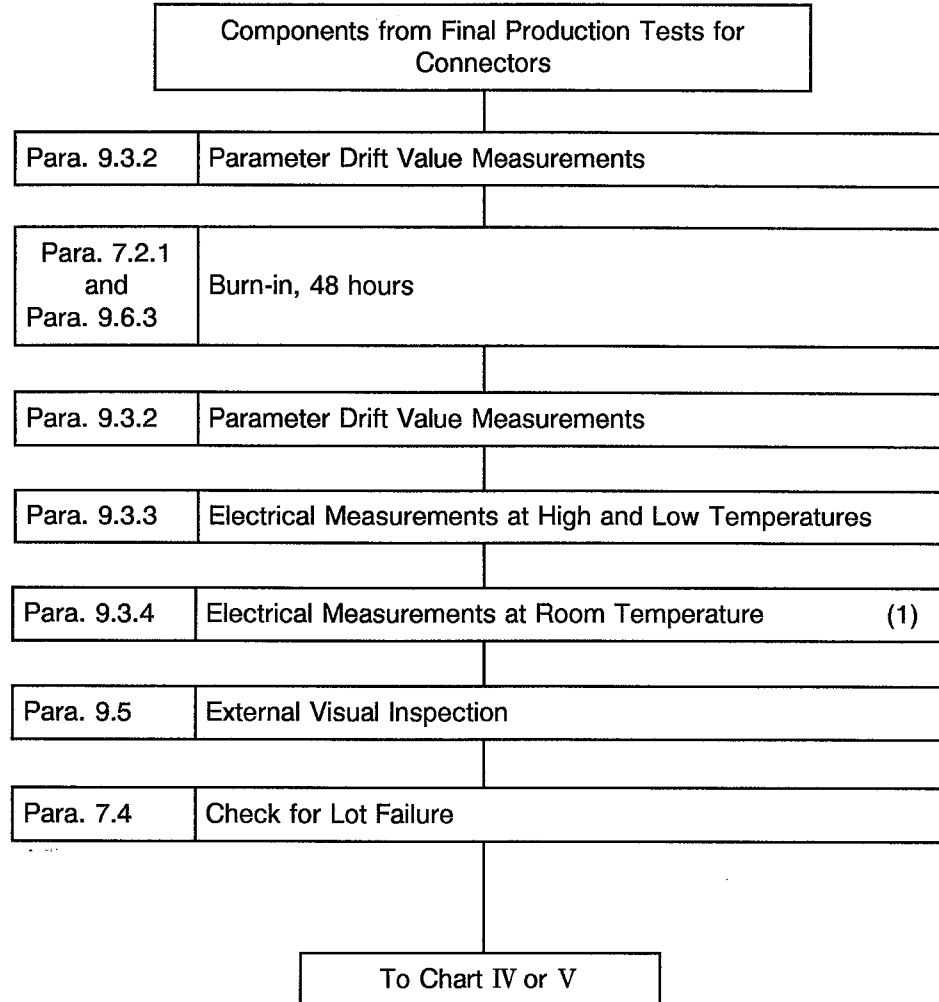 Components from Final Production Tests for
Connectors
Para. 9.3.2 Parameter Drift Value Measurements
Para. 7.2.1
and
Para. 9.6.3
Burn-in, 48 hours
Para. 9.3.2 Parameter Drift Value Measurements
Para. 9.3.3 Electrical Measurements at High and Low Temperatures
Para. 9.3.4 Electrical Measurements at Room Temperature (1)
Para. 9.5 External Visual Inspection
Para. 7.4 Check for Lot Failure
To Chart IV or V